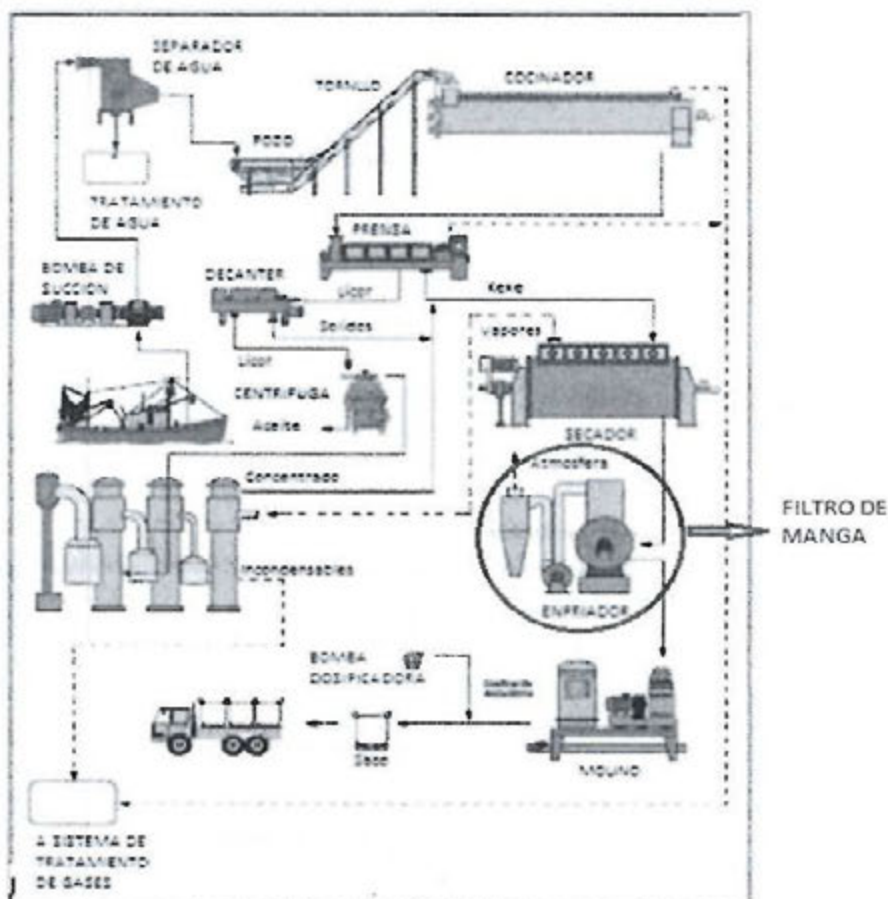 SEPARADOR
DE AGUA
TORNILLO
COCINADOR
POZO
TRATAMIENTO
DE AGUA
PRENSA
BOMBA DE
SUCCION
DECANTER
Licor
Keke
Solidos
Vapores
Licor
CENTRIFUGA
Aceite
SECADOR
Concentrado
Atmosfera
FILTRO DE
MANGA
Incondensables
ENFRIADOR
BOMBA
DOSIFICADORA
Saco
MOLINO
A SISTEMA DE
TRATAMIENTO
DE GASES